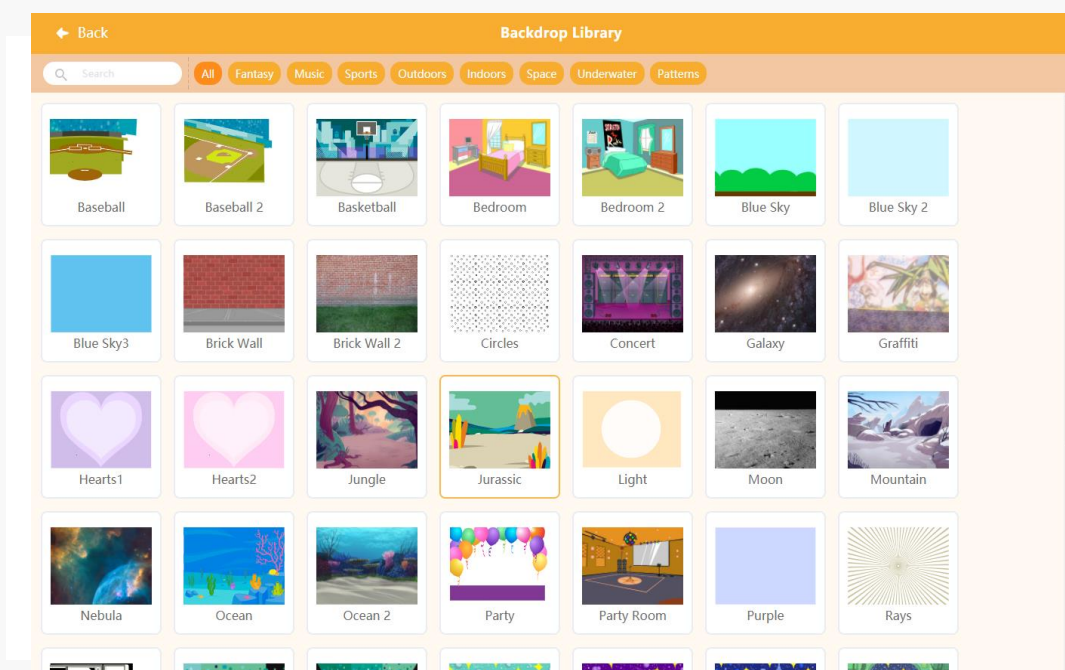 Back
Backdrop Library
Search
All Fantasy Music Sports Outdoors Indoors Space Underwater Patterns
Baseball
Baseball 2
Basketball
Bedroom
Bedroom 2
Blue Sky
Blue Sky 2
Blue Sky3
Brick Wall
Brick Wall 2
Circles
Concert
Galaxy
Graffiti
Hearts1
Hearts2
Jungle
Jurassic
Light
Moon
Mountain
Nebula
Ocean
Ocean 2
Party
Party Room
Purple
Rays